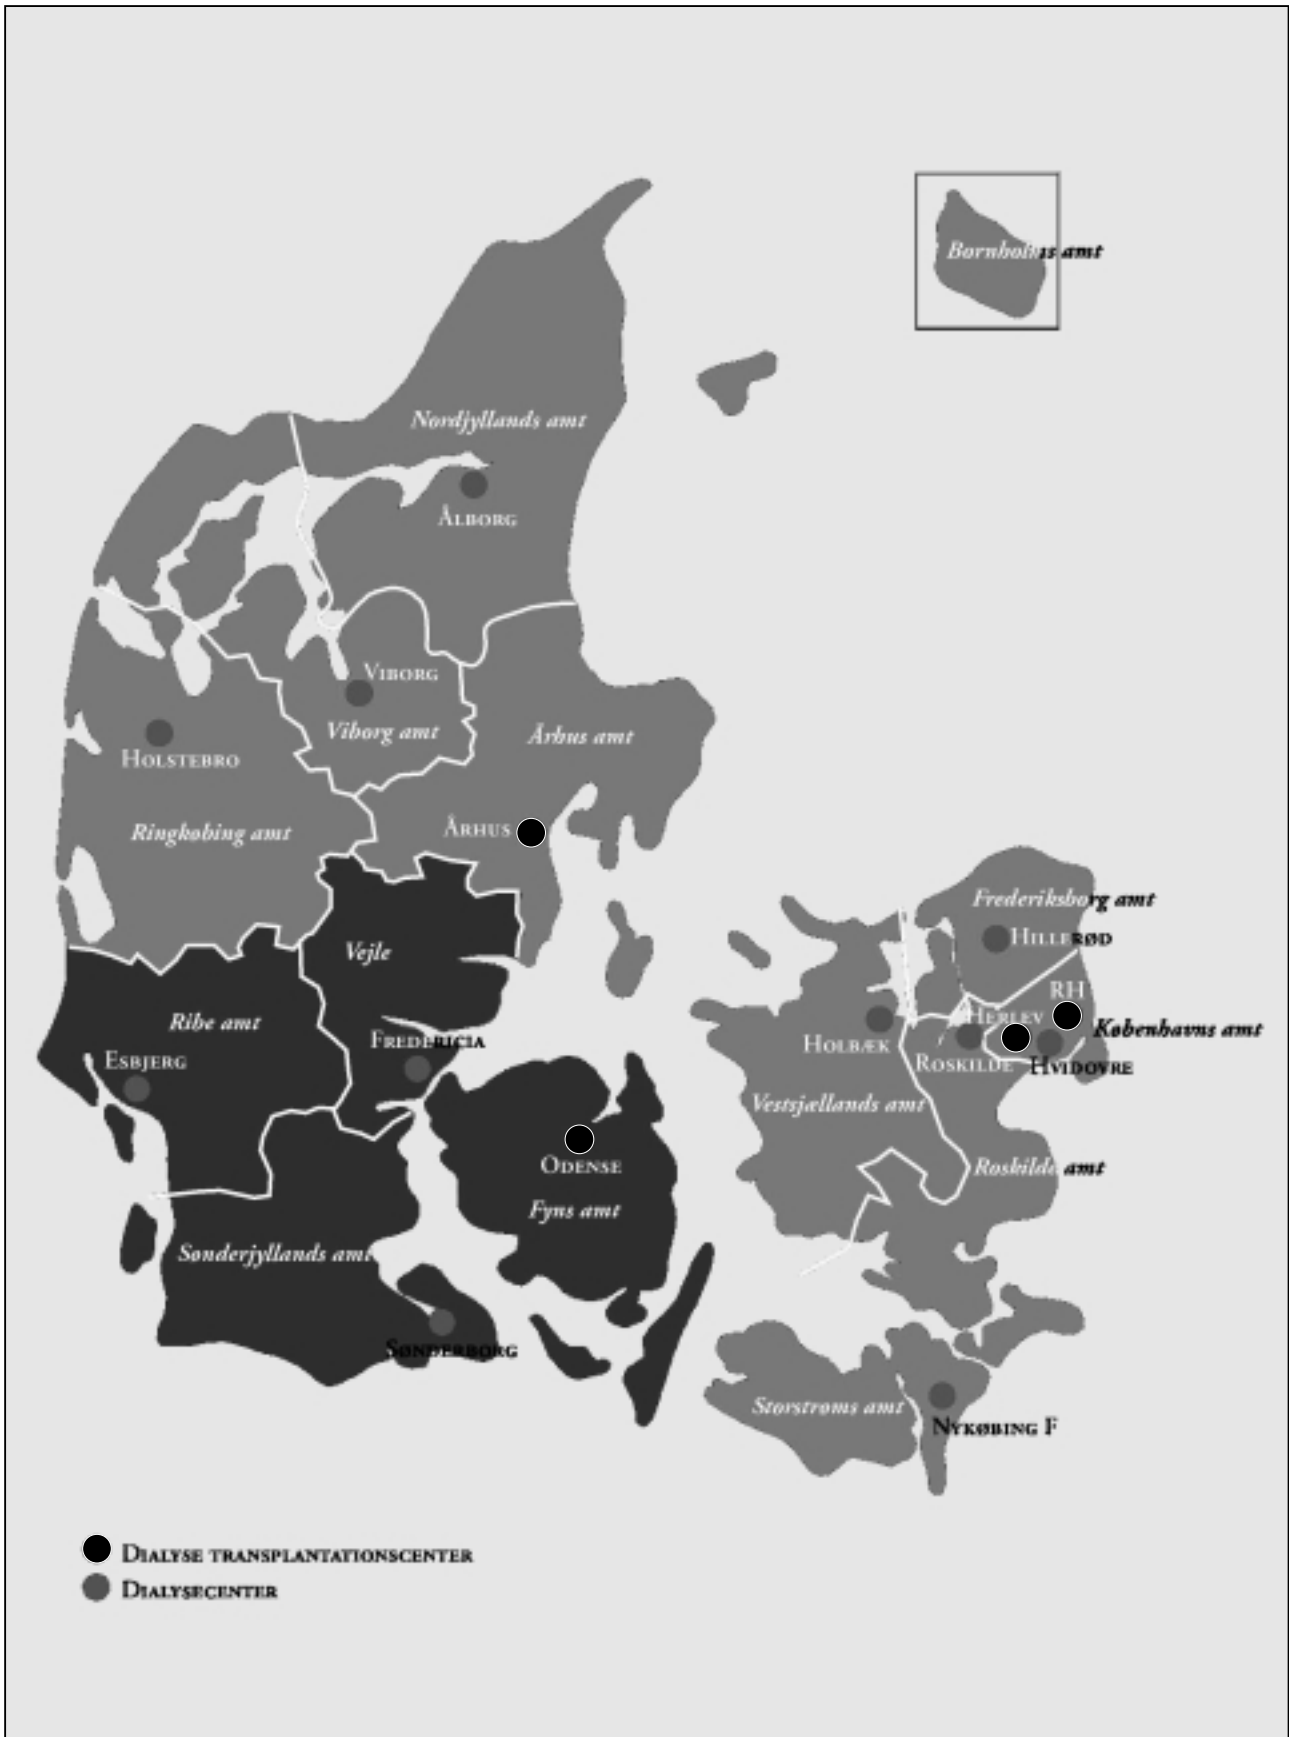 Bornholms amt
Nordjyllands amt
Ålborg
Viborg
Viborg amt
Århus amt
Holstebro
Ringkøbing amt
Århus
Frederiksborg amt
Hillerød
Vejle
RH
Herlev
Københavns amt
Ribe amt
Fredericia
Holbæk
Roskilde
Hvidovre
Esbjerg
Vestsjællands amt
Odense
Roskilde amt
Fyns amt
Sønderjyllands amt
Sønderborg
Storstrøms amt
Nykøbing F
Dialyse transplantationscenter
Dialysecenter